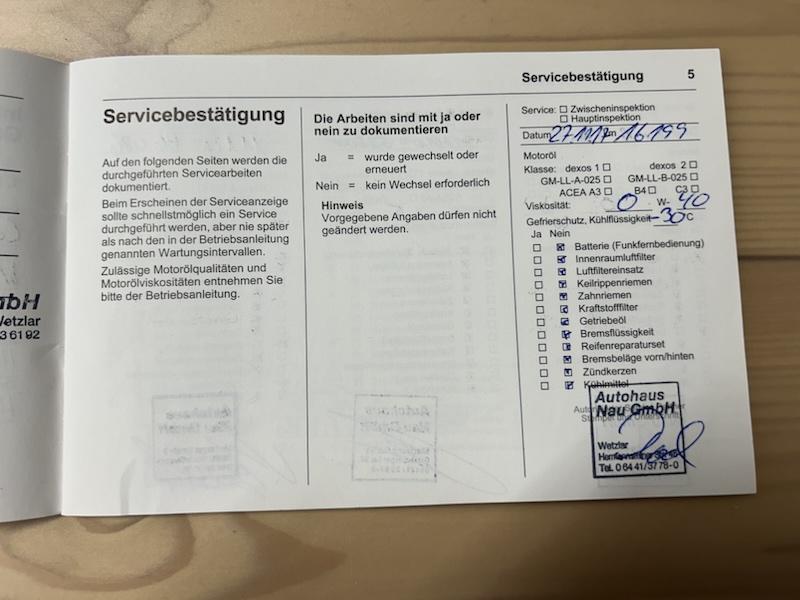 Servicebestätigung 5
Servicebestätigung
Auf den folgenden Seiten werden die
durchgeführten Servicearbeiten
dokumentiert.
Beim Erscheinen der Serviceanzeige
sollte schnellstmöglich ein Service
durchgeführt werden, aber nie später
als nach den in der Betriebsanleitung
genannten Wartungsintervallen.
Zulässige Motorölqualitäten und
Motorölviskositäten entnehmen Sie
bitte der Betriebsanleitung.
Die Arbeiten sind mit ja oder
nein zu dokumentieren
Ja = wurde gewechselt oder
erneuert
Nein = kein Wechsel erforderlich
Hinweis
Vorgegebene Angaben dürfen nicht
geändert werden.
Service: Zwischeninspektion
Hauptinspektion
Datum 27.11.17 km 16.199
Motoröl
Klasse: dexos 1 dexos 2
GM-LL-A-025 GM-LL-B-025
ACEA A3 B4 C3
Viskosität: 0 W- 40
Gefrierschutz, Kühlflüssigkeit -30°C
Ja Nein
Batterie (Funkfernbedienung)
Innenraumluftfilter
Luftfiltereinsatz
Keilrippenriemen
Zahnriemen
Kraftstofffilter
Getriebeöl
Bremsflüssigkeit
Reifenreparaturset
Bremsbeläge vorn/hinten
Zündkerzen
Kühlmittel
Autohaus
Nau GmbH
Wetzlar
Tel. 0 64 41/37 78-0
mbH
Wetzlar
3 61 92